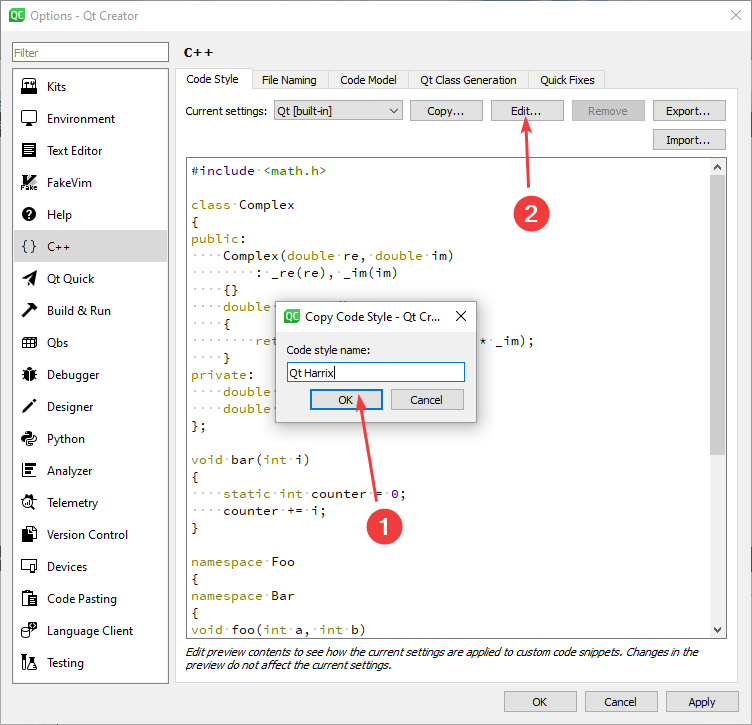 QC Options - Qt Creator
Filter
Kits
Environment
Text Editor
Fake FakeVim
Help
{} C++
Qt Quick
Build & Run
Qbs
Debugger
Designer
Python
Analyzer
Telemetry
Version Control
Devices
Code Pasting
Language Client
Testing
C++
Code Style File Naming Code Model Qt Class Generation Quick Fixes
Current settings: Qt [built-in] Copy... Edit... Remove Export...
Import...
2
#include <math.h>
class Complex
{
public:
Complex(double re, double im)
: _re(re), _im(im)
{}
double
{
ret * _im);
}
private:
double
double
};
void bar(int i)
{
static int counter = 0;
counter += i;
}
namespace Foo
{
namespace Bar
{
void foo(int a, int b)
QC Copy Code Style - Qt Cr...
Code style name:
Qt Harrix
OK Cancel
1
Edit preview contents to see how the current settings are applied to custom code snippets. Changes in the
preview do not affect the current settings.
OK Cancel Apply